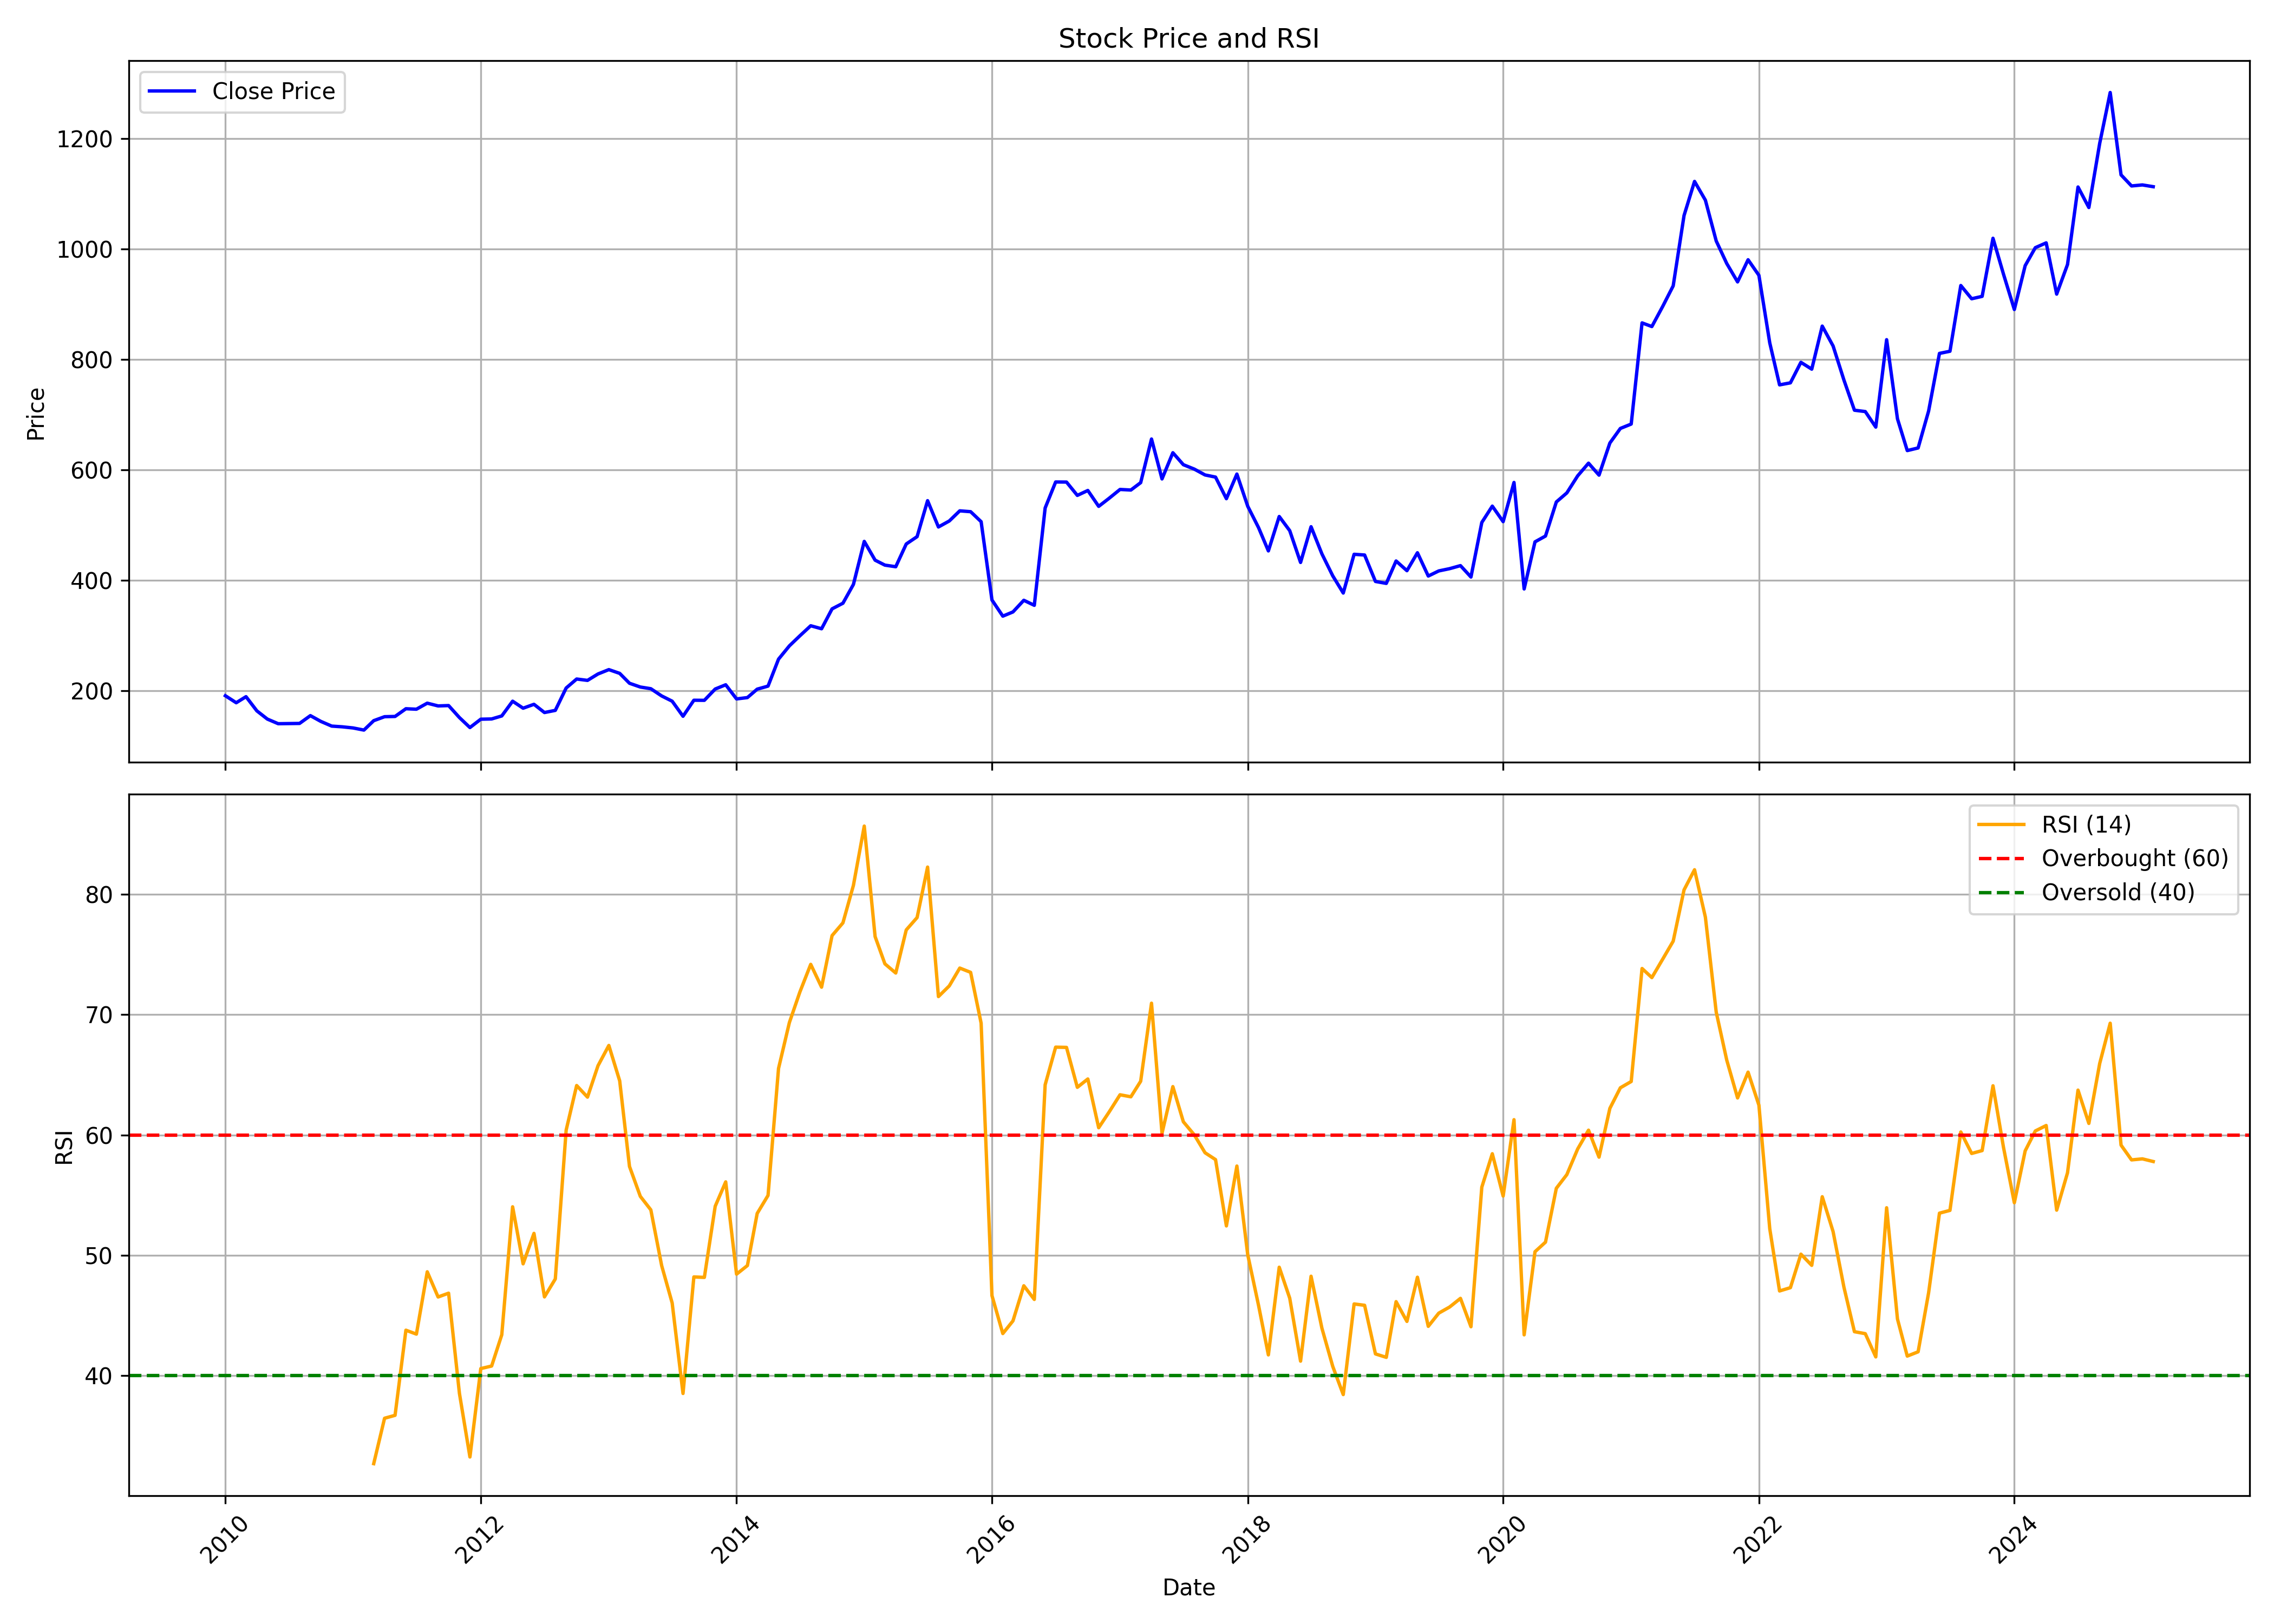 Stock Price and RSI
Close Price
Price
1200
1000
800
600
400
200
RSI (14)
Overbought (60)
Oversold (40)
RSI
80
70
60
50
40
2010
2012
2014
2016
2018
2020
2022
2024
Date